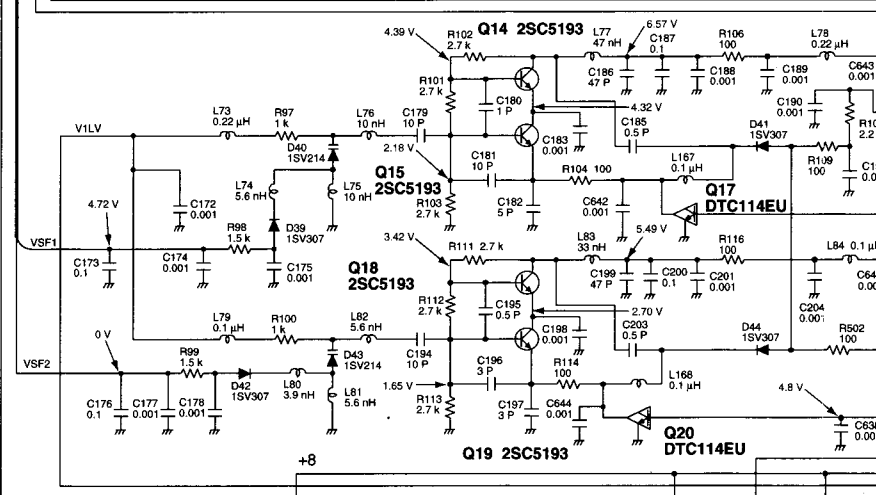 Q14 2SC5193
4.39 V
R102
2.7 k
L77
47 nH
6.57 V
C187
0.1
R106
100
L78
0.22 µH
C186
47 P
C188
0.001
C189
0.001
C643
0.001
R101
2.7 k
C180
1 P
4.32 V
C190
0.001
L73
0.22 µH
R97
1 k
L76
10 nH
C179
10 P
C183
0.001
C185
0.5 P
D41
1SV307
2.2
V1LV
D40
1SV214
2.18 V
Q15
2SC5193
C181
10 P
R104 100
L167
0.1 µH
R109
100
L74
5.6 nH
L75
10 nH
Q17
DTC114EU
4.72 V
C172
0.001
R103
2.7 k
C182
5 P
C642
0.001
R98
1.5 k
D39
1SV307
VSF1
3.42 V
R111 2.7 k
L83
33 nH
5.49 V
R116
100
L84 0.1 µH
C173
0.1
C174
0.001
C175
0.001
Q18
2SC5193
C199
47 P
C200
0.1
C201
0.001
R112
2.7 k
C195
0.5 P
2.70 V
C204
0.001
L79
0.1 µH
R100
1 k
L82
5.6 nH
C194
10 P
C198
0.001
C203
0.5 P
D44
1SV307
R502
100
0 V
VSF2
R99
1.5 k
D43
1SV214
C196
3 P
R114
100
L168
0.1 µH
D42
1SV307
L80
3.9 nH
L81
5.6 nH
1.65 V
4.8 V
C176
0.1
C177
0.001
C178
0.001
R113
2.7 k
C197
3 P
C644
0.001
Q20
DTC114EU
Q19 2SC5193
+8